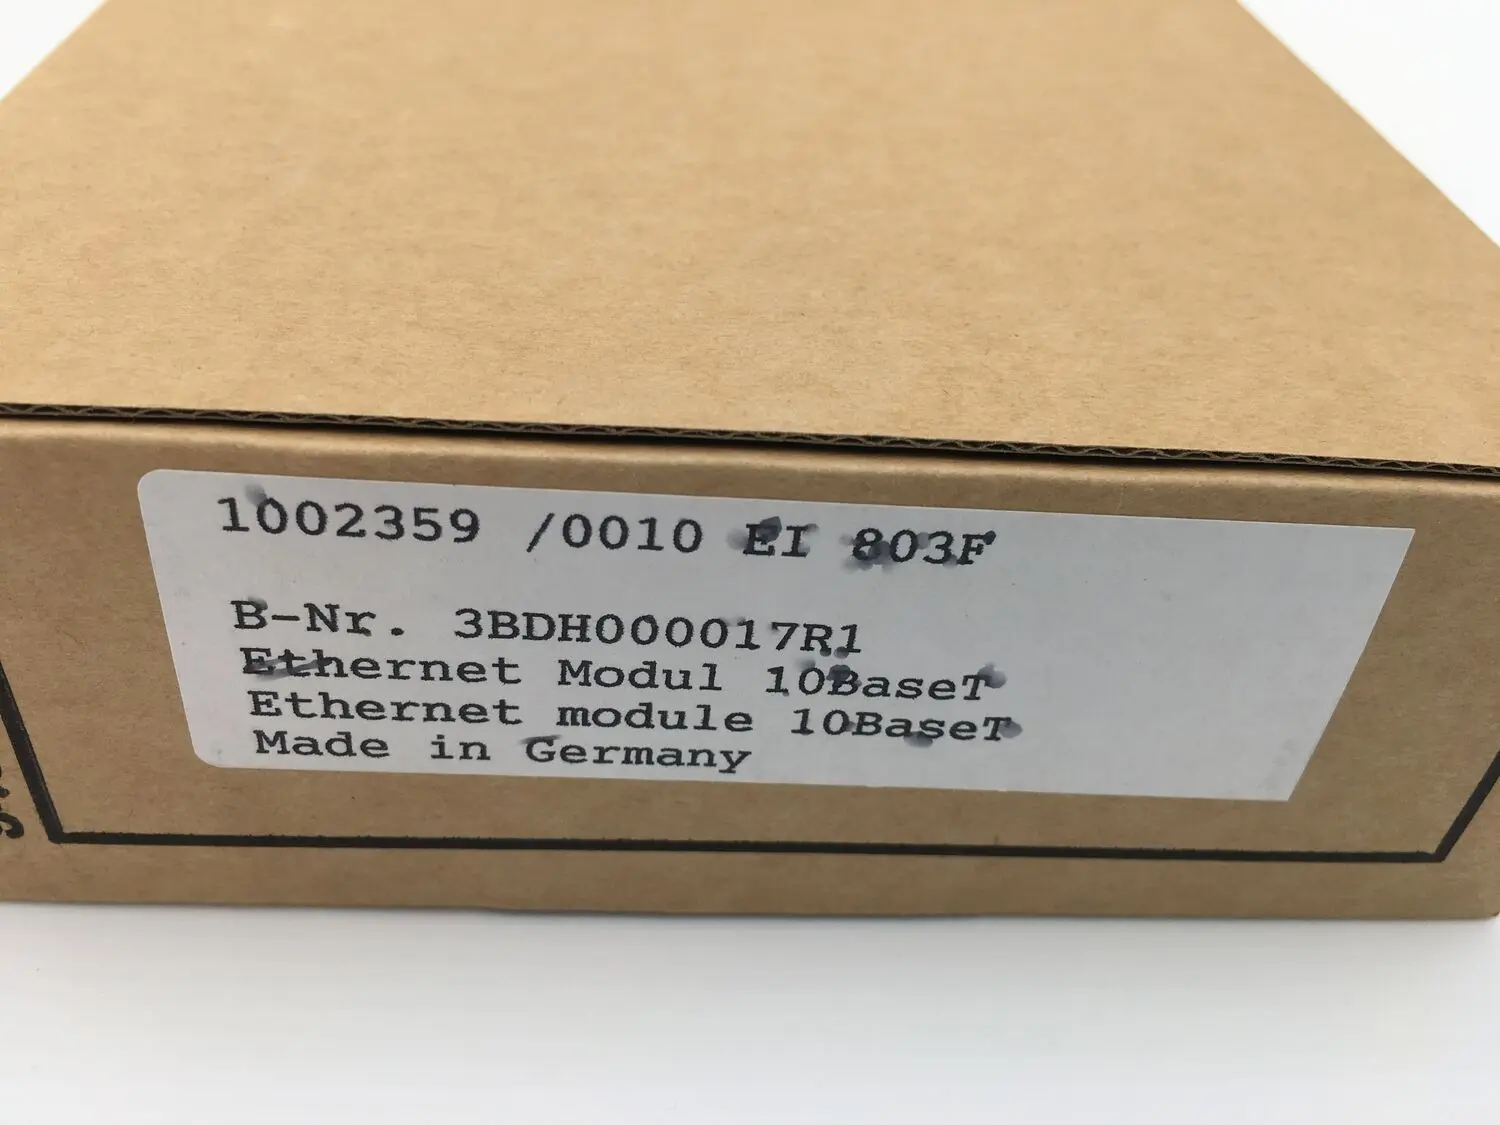 1002359 /0010 EI 803F
B-Nr. 3BDH000017R1
Ethernet Modul 10BaseT
Ethernet module 10BaseT
Made in Germany